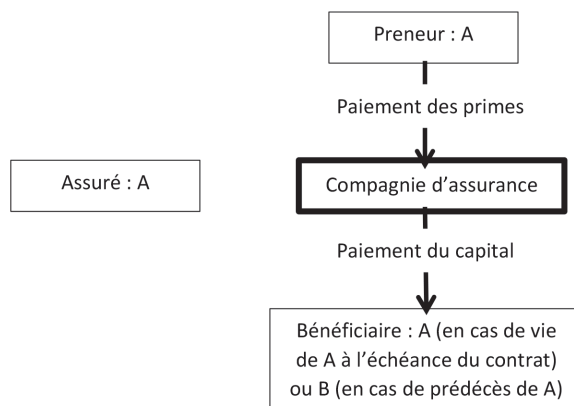 Preneur : A
Paiement des primes
Assuré : A
Compagnie d’assurance
Paiement du capital
Bénéficiaire : A (en cas de vie
de A à l’échéance du contrat)
ou B (en cas de prédécès de A)